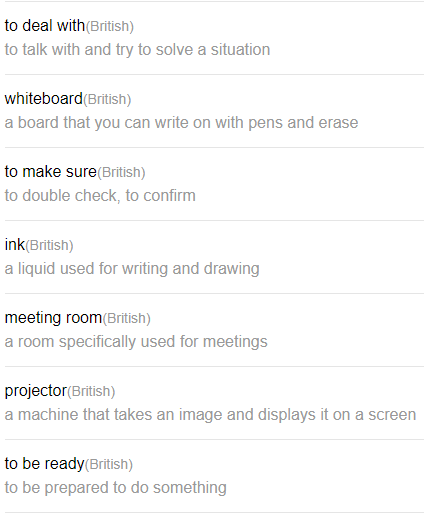 to deal with(British)
to talk with and try to solve a situation
whiteboard(British)
a board that you can write on with pens and erase
to make sure(British)
to double check, to confirm
ink(British)
a liquid used for writing and drawing
meeting room(British)
a room specifically used for meetings
projector(British)
a machine that takes an image and displays it on a screen
to be ready(British)
to be prepared to do something